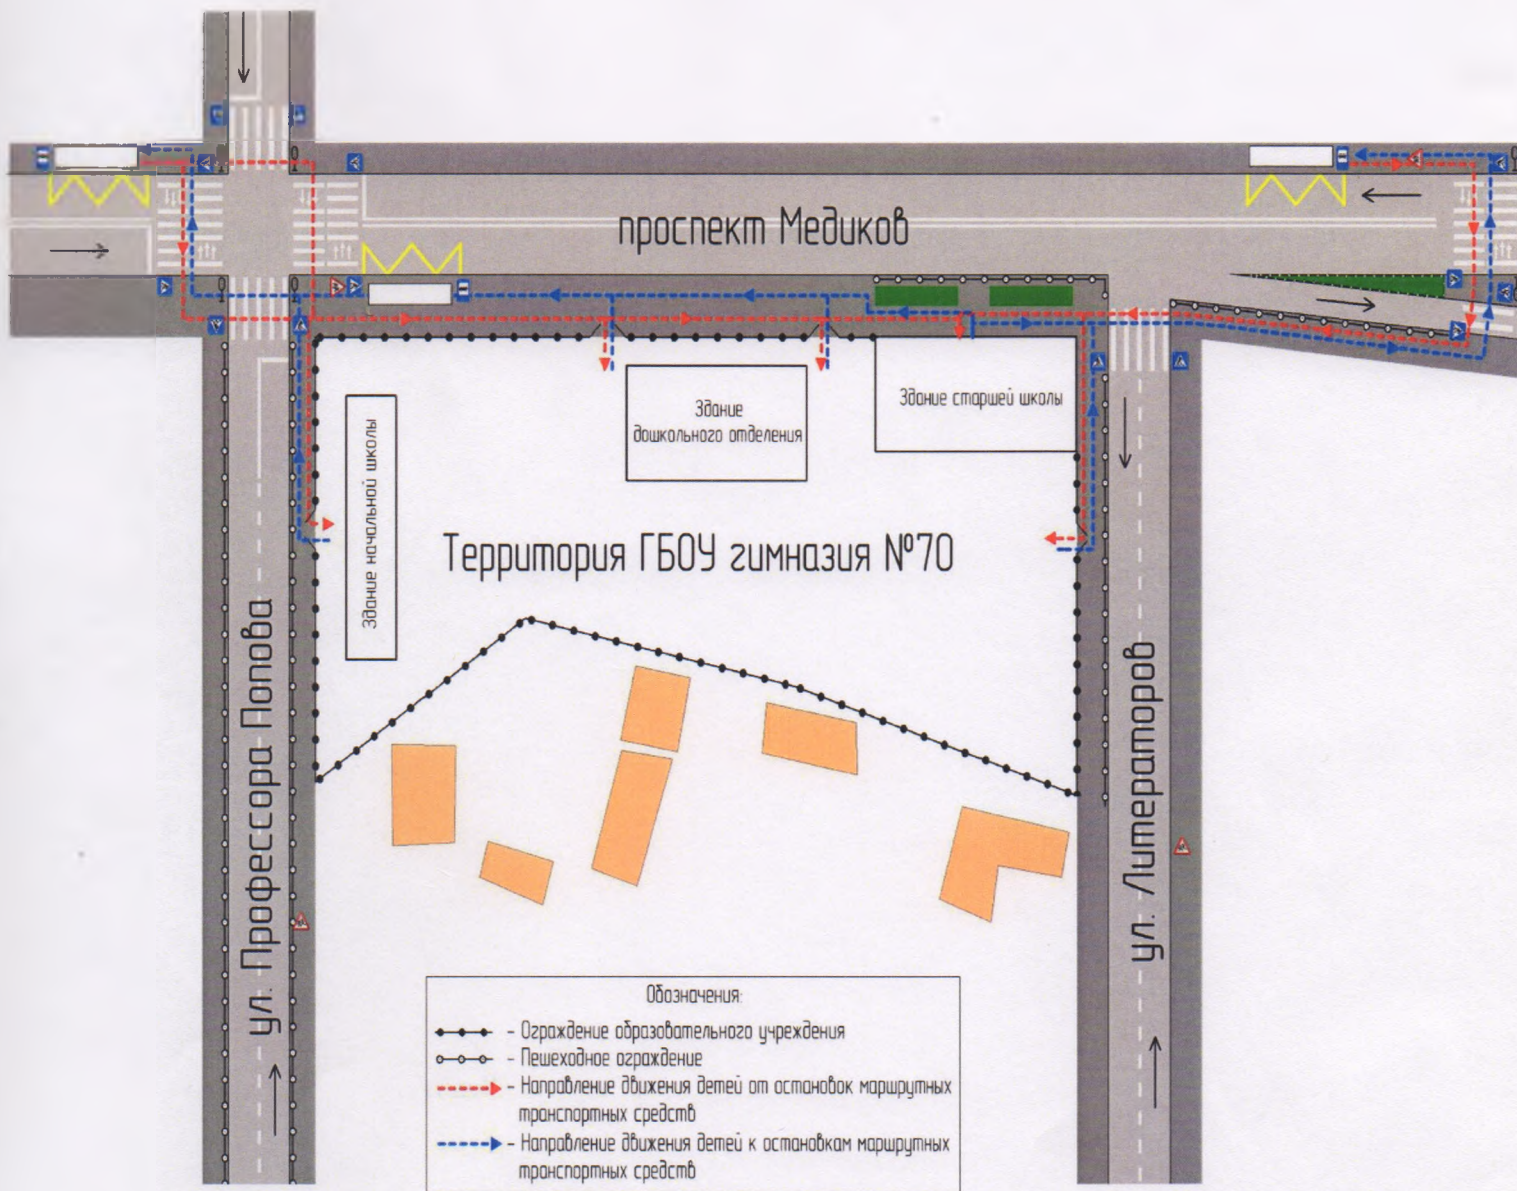 проспект Медиков
Здание
дошкольного отделения
Здание старшей школы
Здание начальной школы
Территория ГБОУ гимназия №70
ул. Профессора Попова
ул. Литераторов
Обозначения:
- Ограждение образовательного учреждения
- Пешеходное ограждение
- Направление движения детей от остановок маршрутных
транспортных средств
- Направление движения детей к остановкам маршрутных
транспортных средств